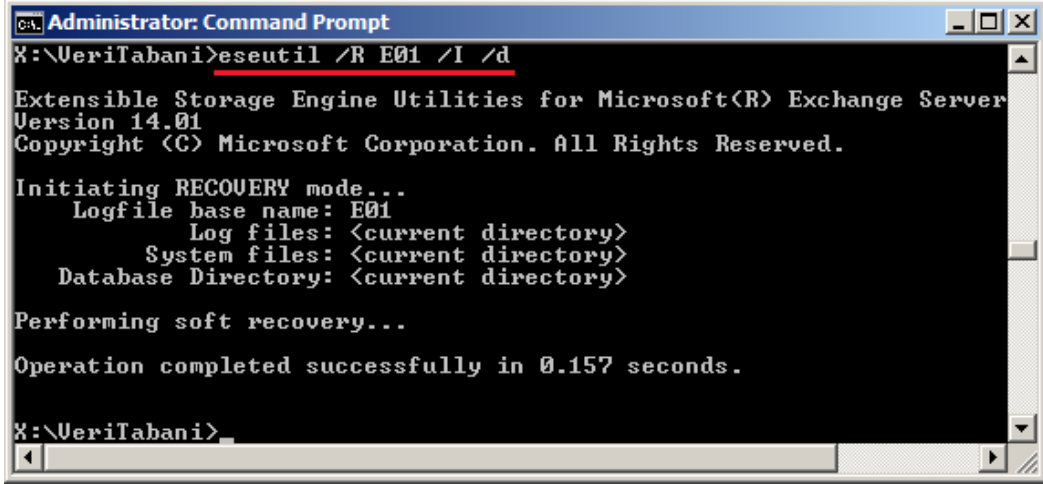 Administrator: Command Prompt
X:\VeriTabani>eseutil /R E01 /I /d
Extensible Storage Engine Utilities for Microsoft(R) Exchange Server
Version 14.01
Copyright (C) Microsoft Corporation. All Rights Reserved.
Initiating RECOVERY mode...
Logfile base name: E01
Log files: <current directory>
System files: <current directory>
Database Directory: <current directory>
Performing soft recovery...
Operation completed successfully in 0.157 seconds.
X:\VeriTabani>_